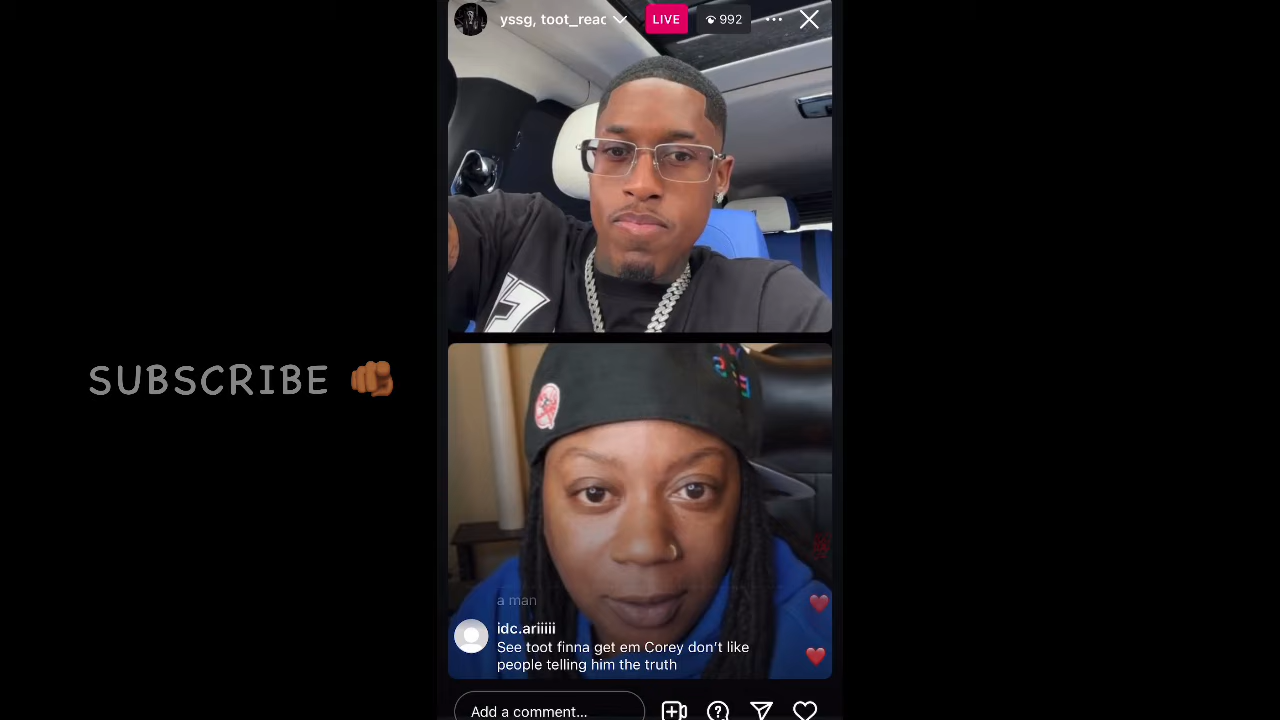 yssg, toot_reac
LIVE
992
SUBSCRIBE
a man
idc.ariiiii
See toot finna get em Corey don't like
people telling him the truth
Add a comment...